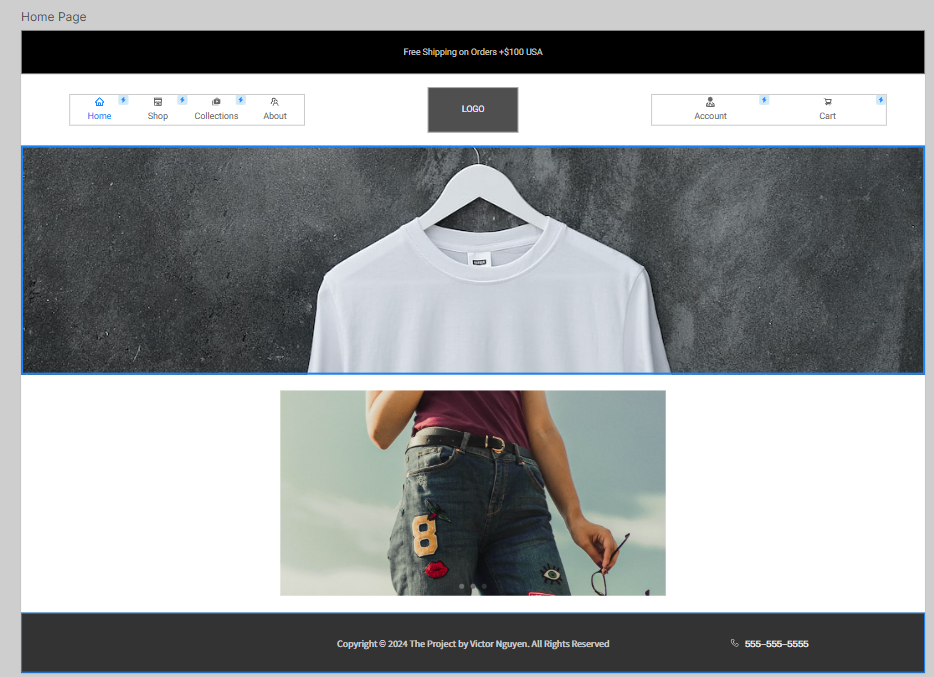 Home Page
Free Shipping on Orders +$100 USA
Home
Shop
Collections
About
LOGO
Account
Cart
8
Copyright © 2024 The Project by Victor Nguyen. All Rights Reserved
555-555-5555